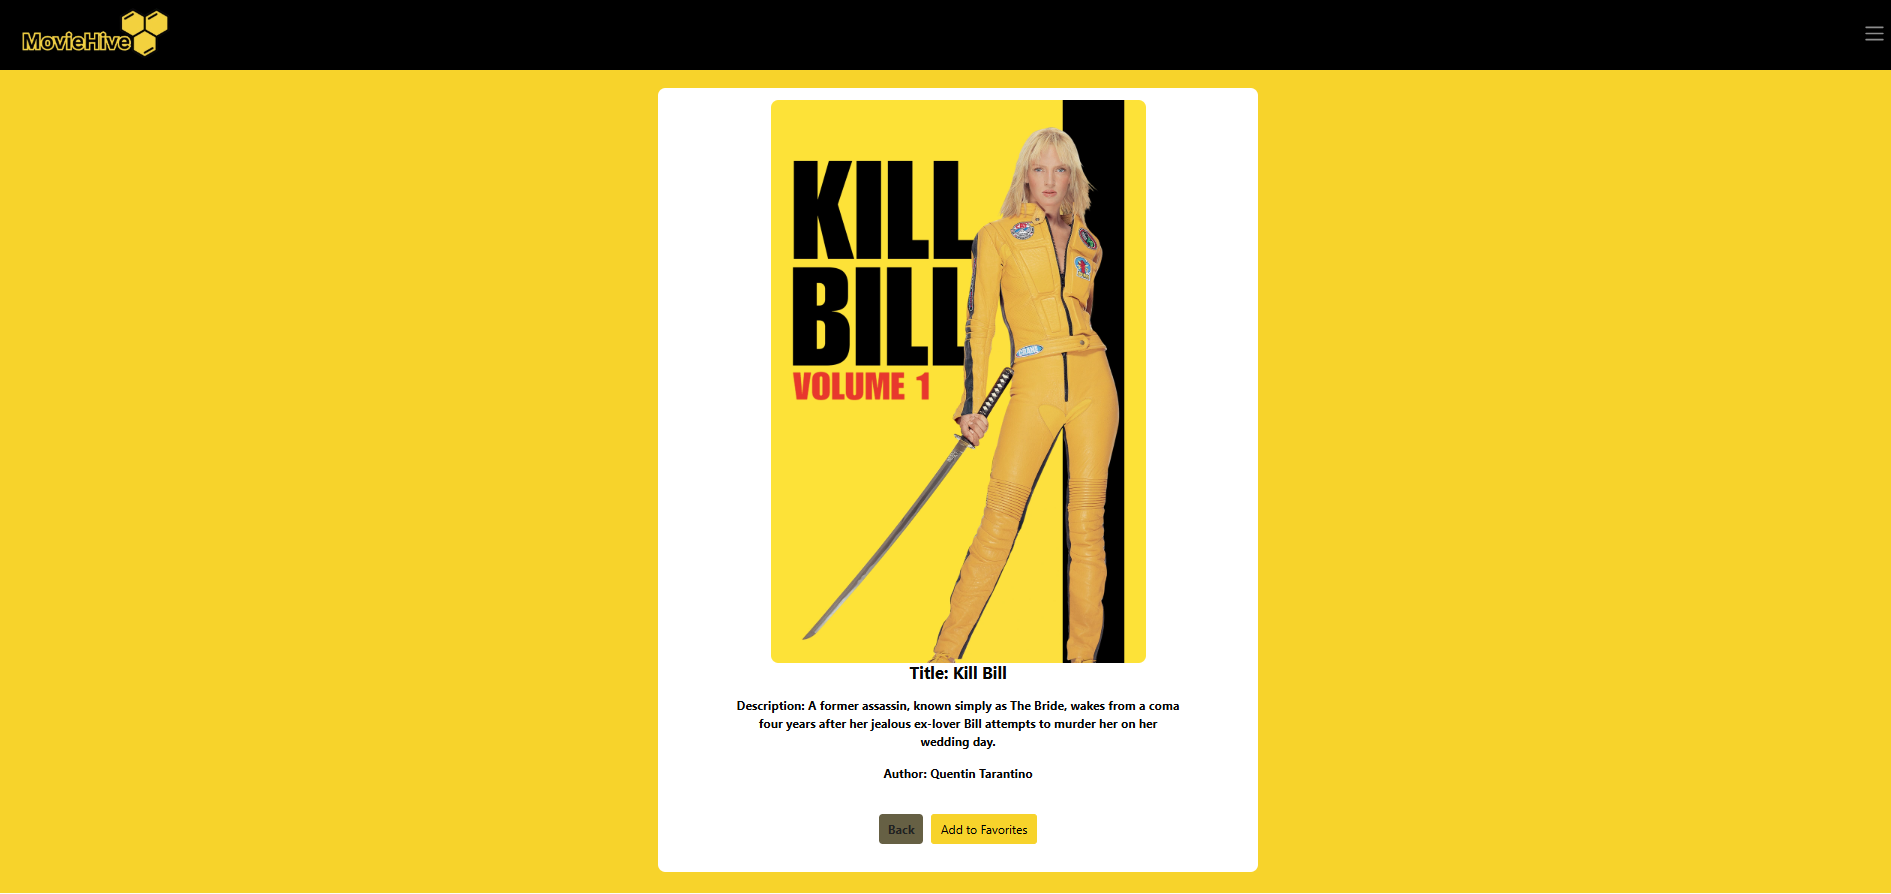 MovieHive
KILL
BILL
VOLUME 1
Title: Kill Bill
Description: A former assassin, known simply as The Bride, wakes from a coma
four years after her jealous ex-lover Bill attempts to murder her on her
wedding day.
Author: Quentin Tarantino
Back
Add to Favorites